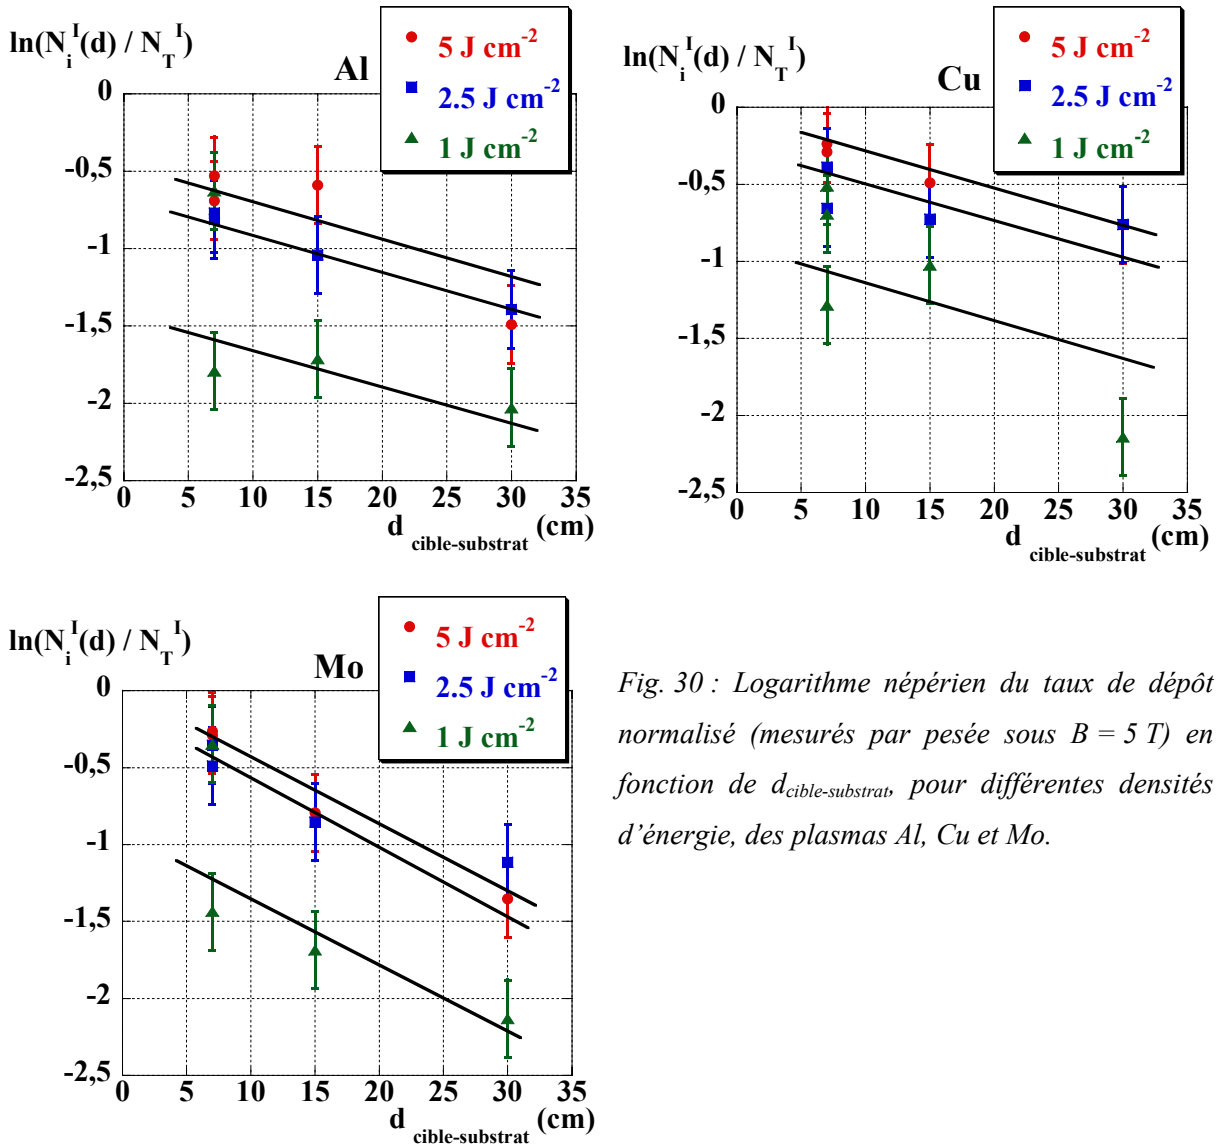 ln(N_i^I(d) / N_T^I)
Al
5 J cm^-2
2.5 J cm^-2
1 J cm^-2
0
-0,5
-1
-1,5
-2
-2,5
0 5 10 15 20 25 30 35
d cible-substrat (cm)
ln(N_i^I(d) / N_T^I)
Cu
5 J cm^-2
2.5 J cm^-2
1 J cm^-2
0
-0,5
-1
-1,5
-2
-2,5
0 5 10 15 20 25 30 35
d cible-substrat (cm)
ln(N_i^I(d) / N_T^I)
Mo
5 J cm^-2
2.5 J cm^-2
1 J cm^-2
0
-0,5
-1
-1,5
-2
-2,5
0 5 10 15 20 25 30 35
d cible-substrat (cm)
Fig. 30 : Logarithme népérien du taux de dépôt
normalisé (mesurés par pesée sous B = 5 T) en
fonction de d_cible-substrat, pour différentes densités
d'énergie, des plasmas Al, Cu et Mo.